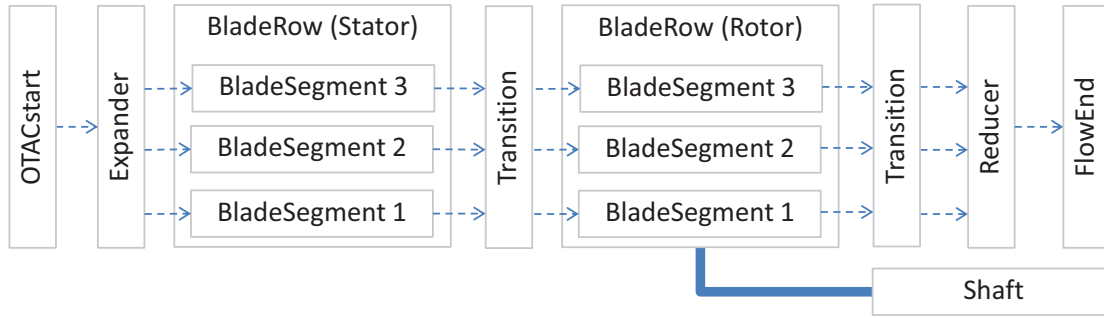 OTACstart
Expander
BladeRow (Stator)
BladeSegment 3
BladeSegment 2
BladeSegment 1
Transition
BladeRow (Rotor)
BladeSegment 3
BladeSegment 2
BladeSegment 1
Transition
Reducer
FlowEnd
Shaft